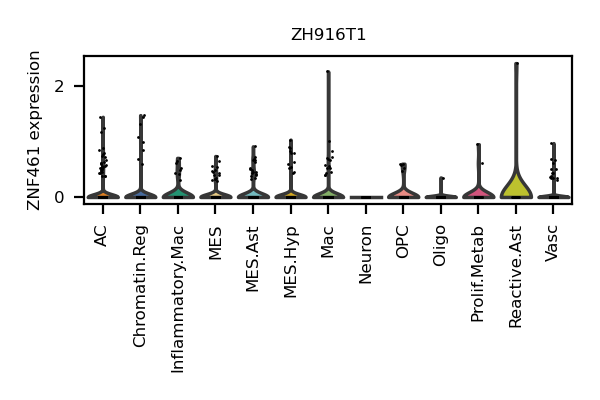 ZH916T1
ZNF461 expression
2
0
AC
Chromatin.Reg
Inflammatory.Mac
MES
MES.Ast
MES.Hyp
Mac
Neuron
OPC
Oligo
Prolif.Metab
Reactive.Ast
Vasc